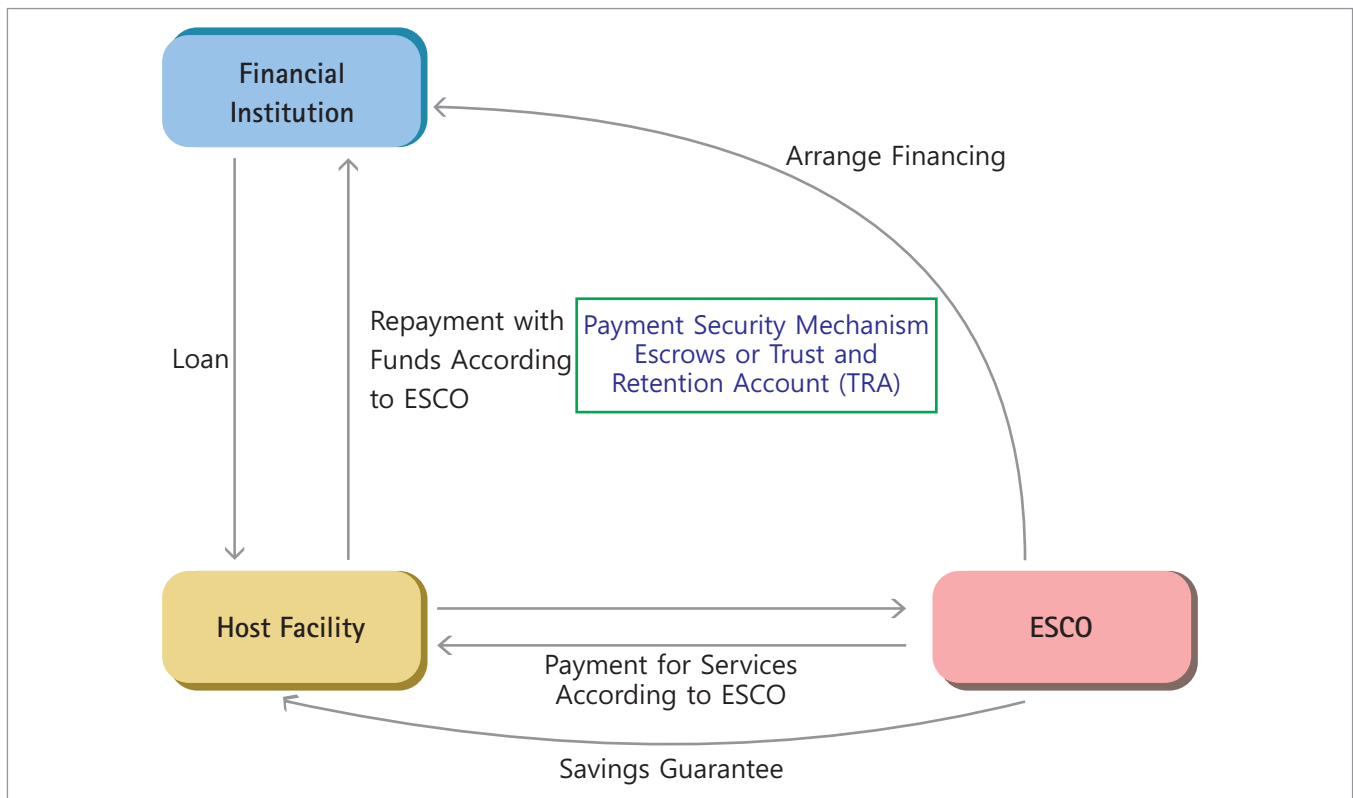 Financial
Institution
Arrange Financing
Repayment with
Funds According
to ESCO
Payment Security Mechanism
Escrows or Trust and
Retention Account (TRA)
Loan
Host Facility
ESCO
Payment for Services
According to ESCO
Savings Guarantee